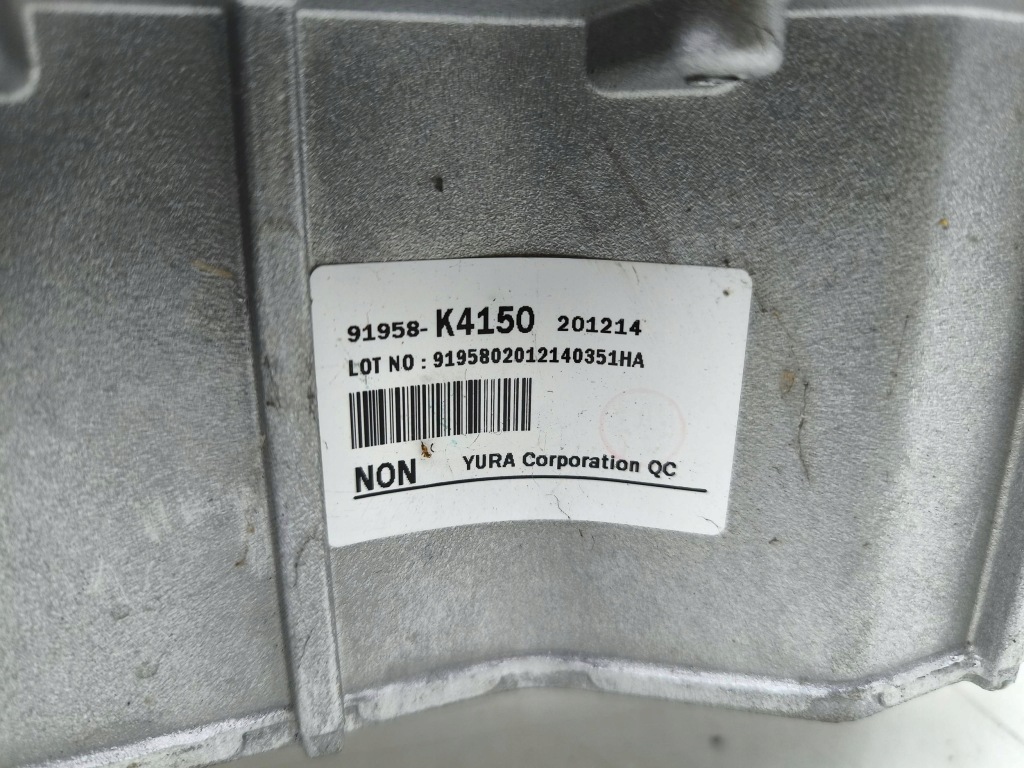 91958-K4150 201214
LOT NO : 9195802012140351HA
NON YURA Corporation QC